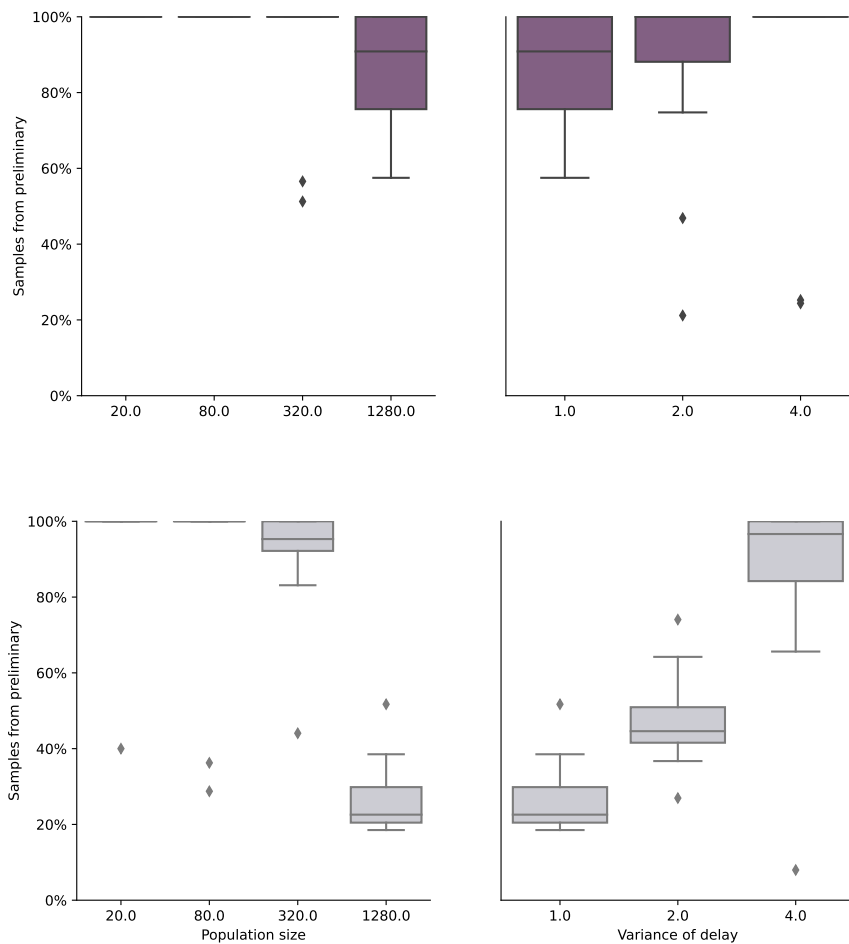 Samples from preliminary
100%
80%
60%
40%
20%
0%
20.0 80.0 320.0 1280.0
1.0 2.0 4.0
Samples from preliminary
100%
80%
60%
40%
20%
0%
20.0 80.0 320.0 1280.0
Population size
1.0 2.0 4.0
Variance of delay